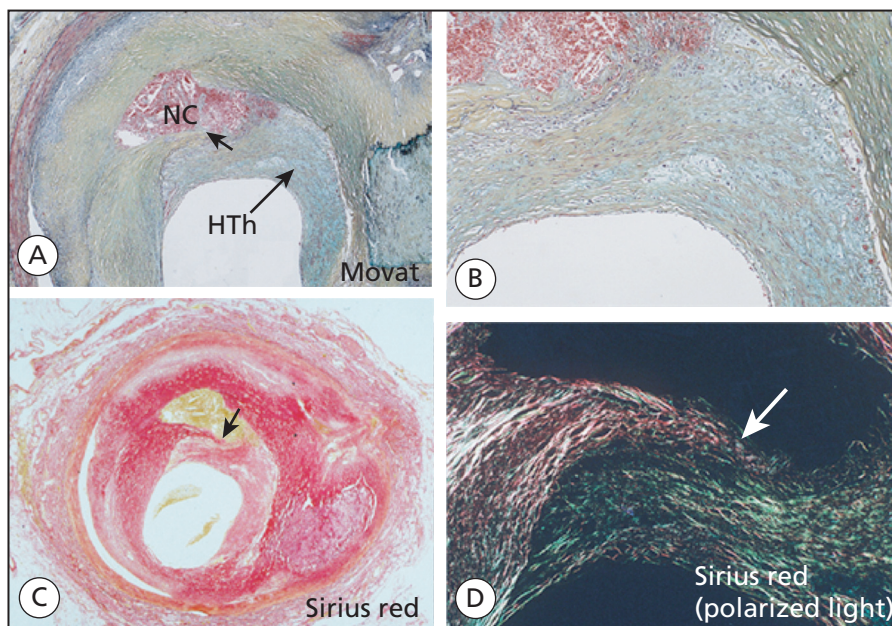 NC
HTh
Movat
A
B
Sirius red
C
Sirius red
(polarized light)
D